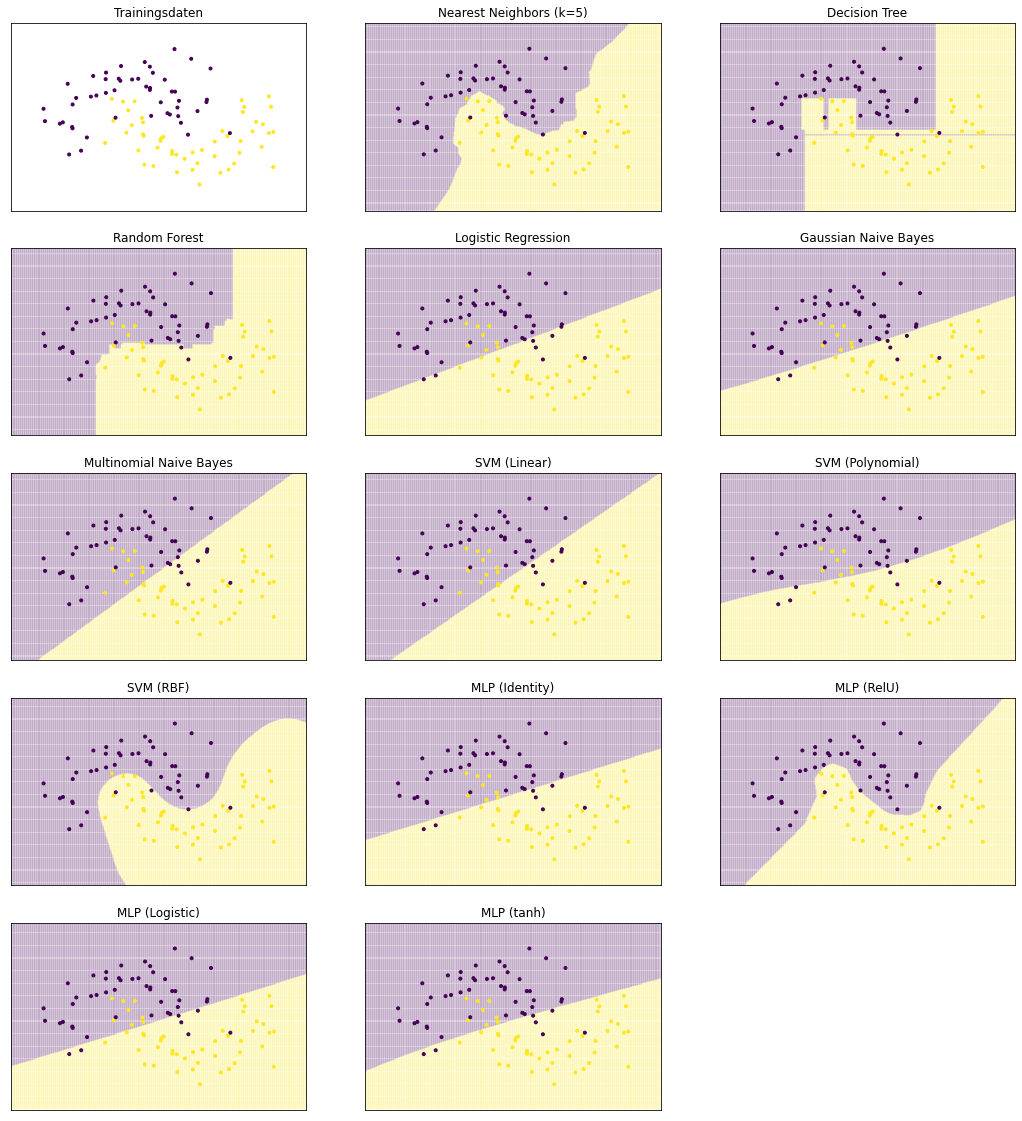 Trainingsdaten
Nearest Neighbors (k=5)
Decision Tree
Random Forest
Logistic Regression
Gaussian Naive Bayes
Multinomial Naive Bayes
SVM (Linear)
SVM (Polynomial)
SVM (RBF)
MLP (Identity)
MLP (RelU)
MLP (Logistic)
MLP (tanh)